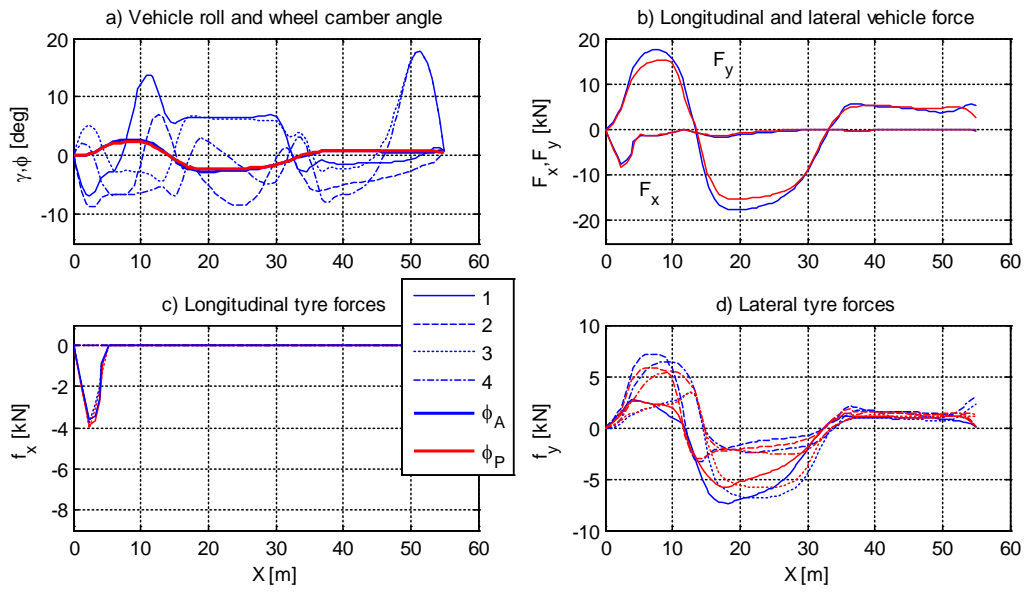 a) Vehicle roll and wheel camber angle
γ,ϕ [deg]
20
10
0
-10
0 10 20 30 40 50 60
b) Longitudinal and lateral vehicle force
F_x,F_y [kN]
20
10
0
-10
-20
F_y
F_x
0 10 20 30 40 50 60
c) Longitudinal tyre forces
f_x [kN]
0
-2
-4
-6
-8
0 10 20 30 40 50 60
X [m]
1
2
3
4
ϕ_A
ϕ_P
d) Lateral tyre forces
f_y [kN]
10
5
0
-5
-10
0 10 20 30 40 50 60
X [m]